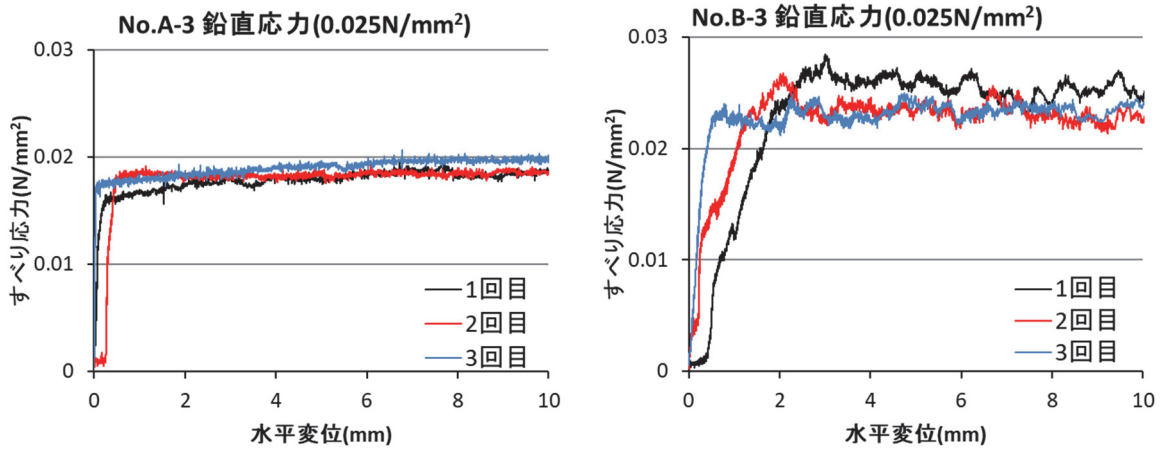 No.A-3 鉛直応力(0.025N/mm²)
0.03
0.02
0.01
0
すべり応力(N/mm²)
1回目
2回目
3回目
0 2 4 6 8 10
水平変位(mm)
No.B-3 鉛直応力(0.025N/mm²)
0.03
0.02
0.01
0
すべり応力(N/mm²)
1回目
2回目
3回目
0 2 4 6 8 10
水平変位(mm)